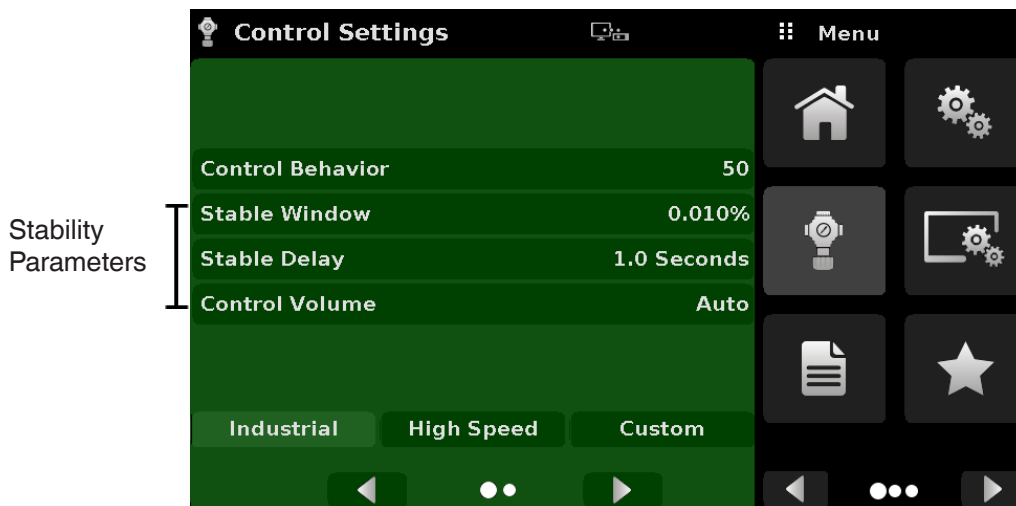 Control Settings
Menu
Control Behavior 50
Stability Parameters
Stable Window 0.010%
Stable Delay 1.0 Seconds
Control Volume Auto
Industrial High Speed Custom